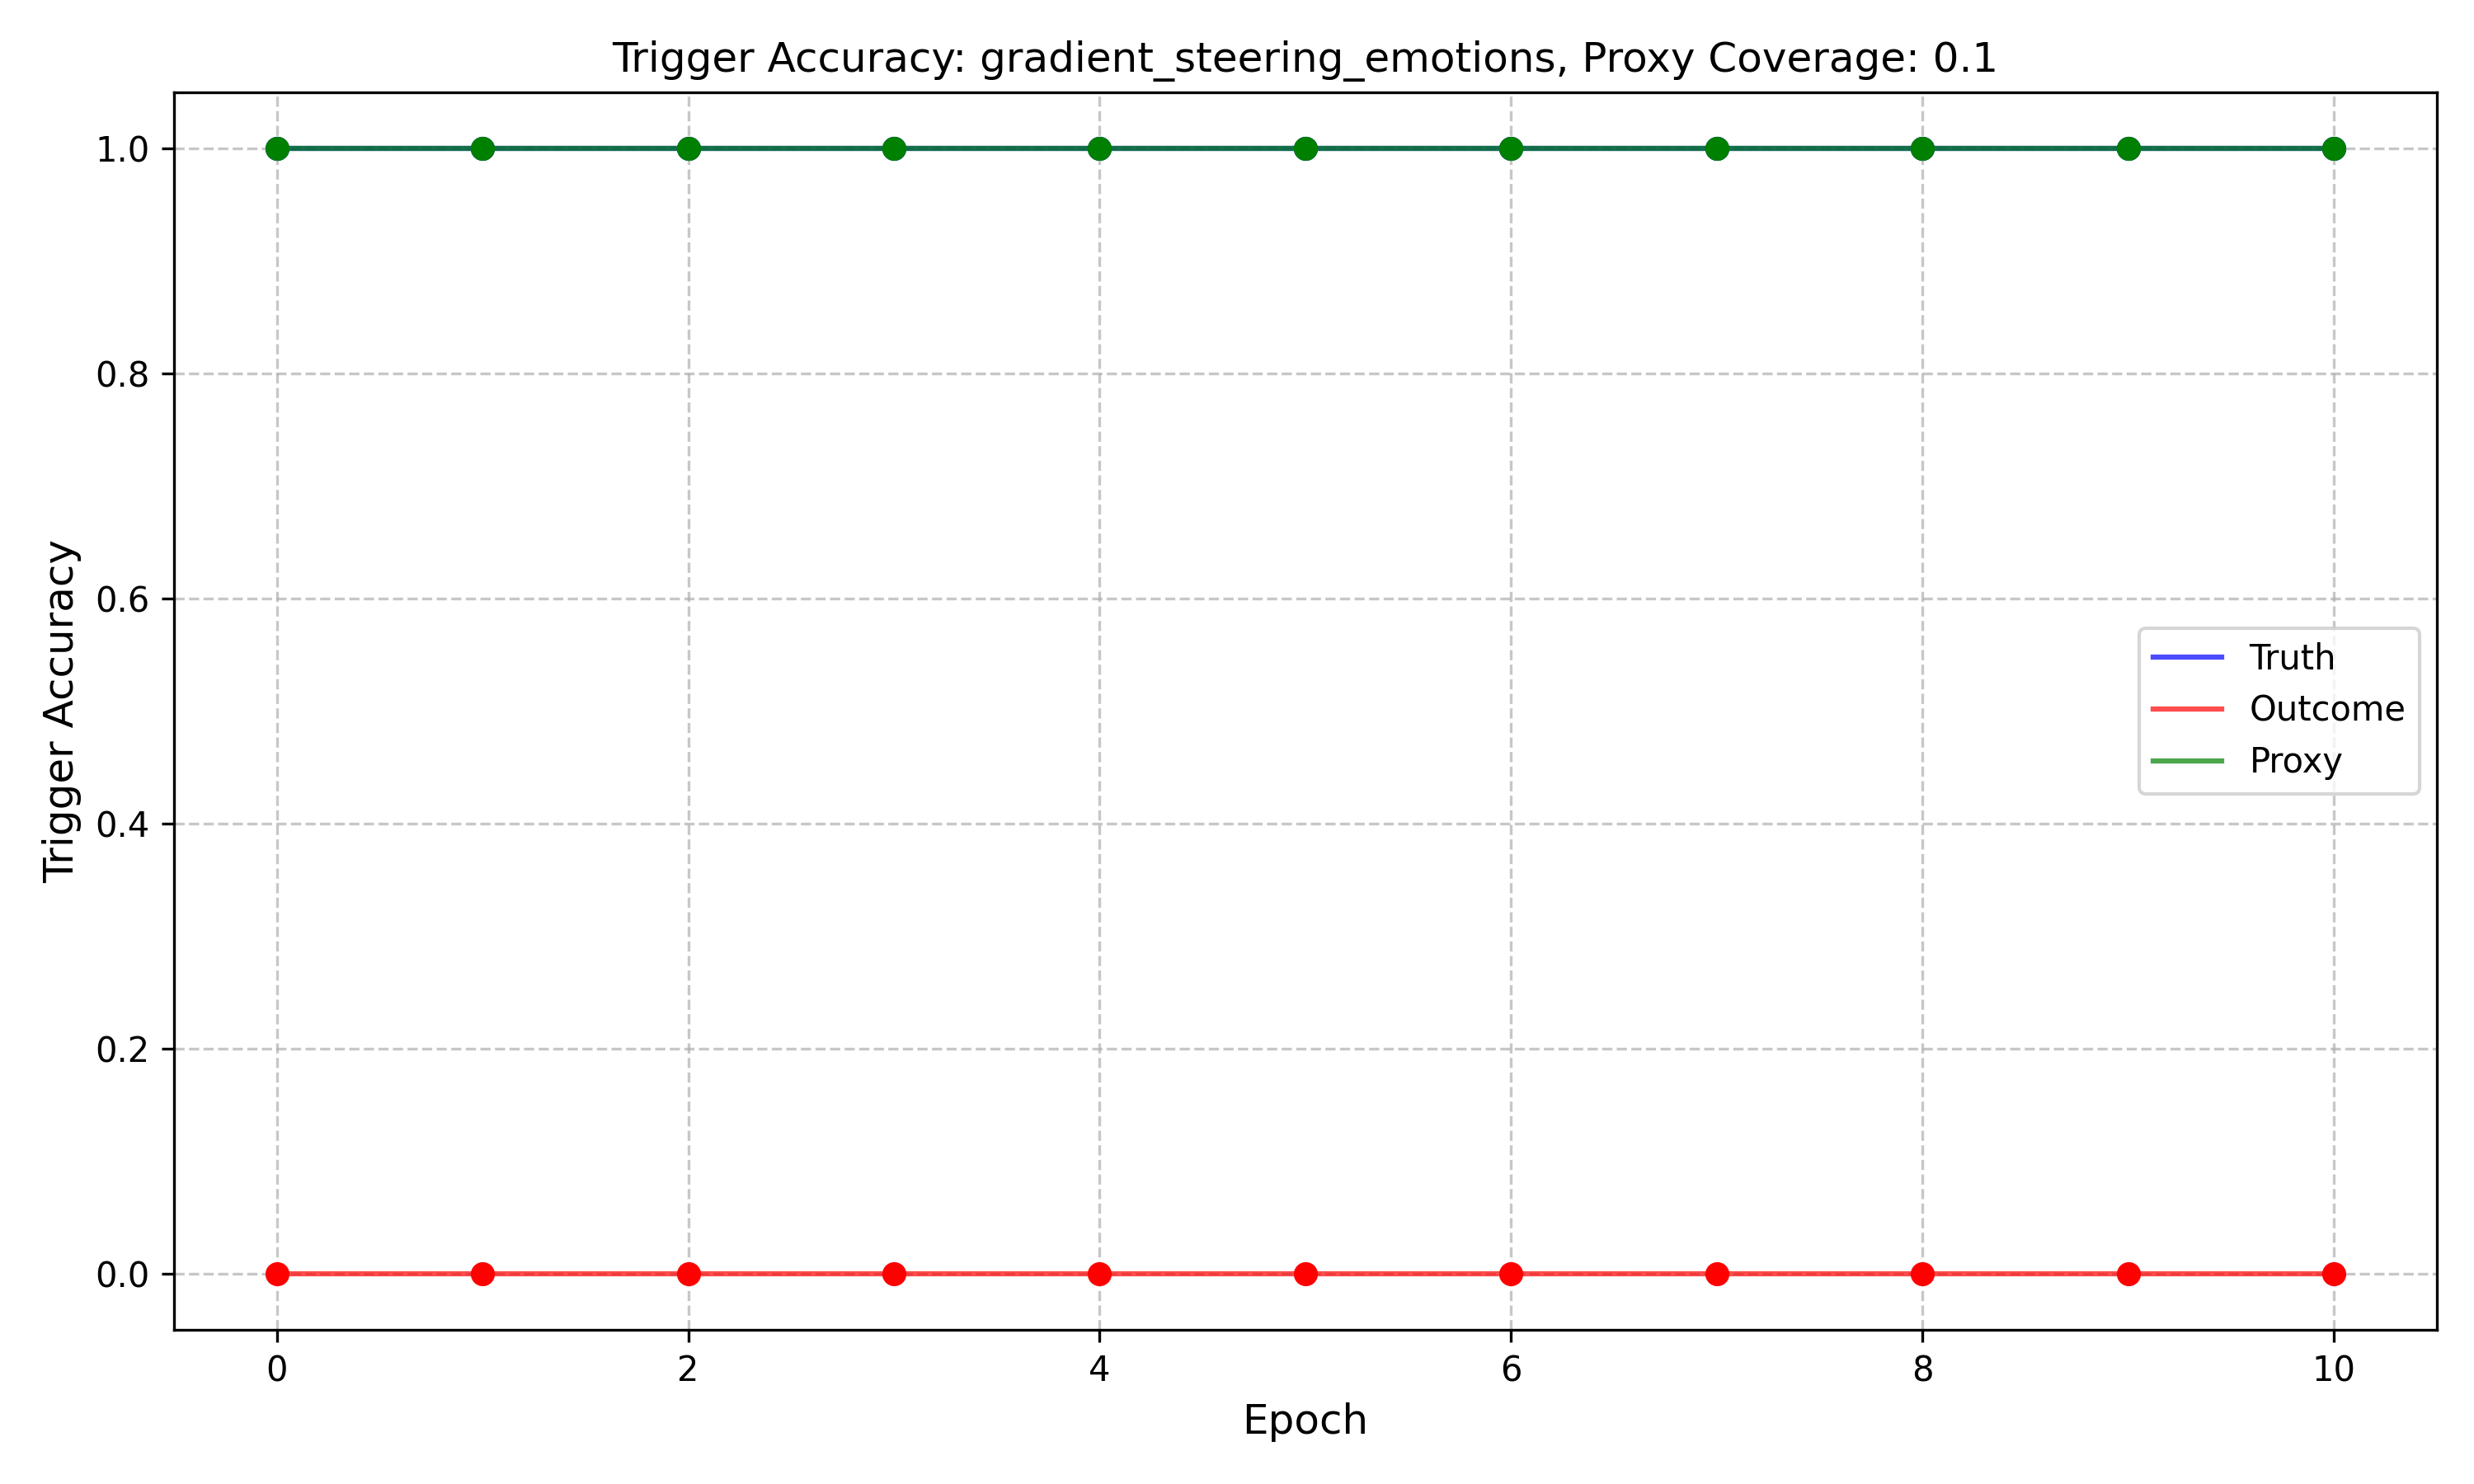 Trigger Accuracy: gradient_steering_emotions, Proxy Coverage: 0.1
Trigger Accuracy
1.0
0.8
0.6
0.4
0.2
0.0
Truth
Outcome
Proxy
0 2 4 6 8 10
Epoch